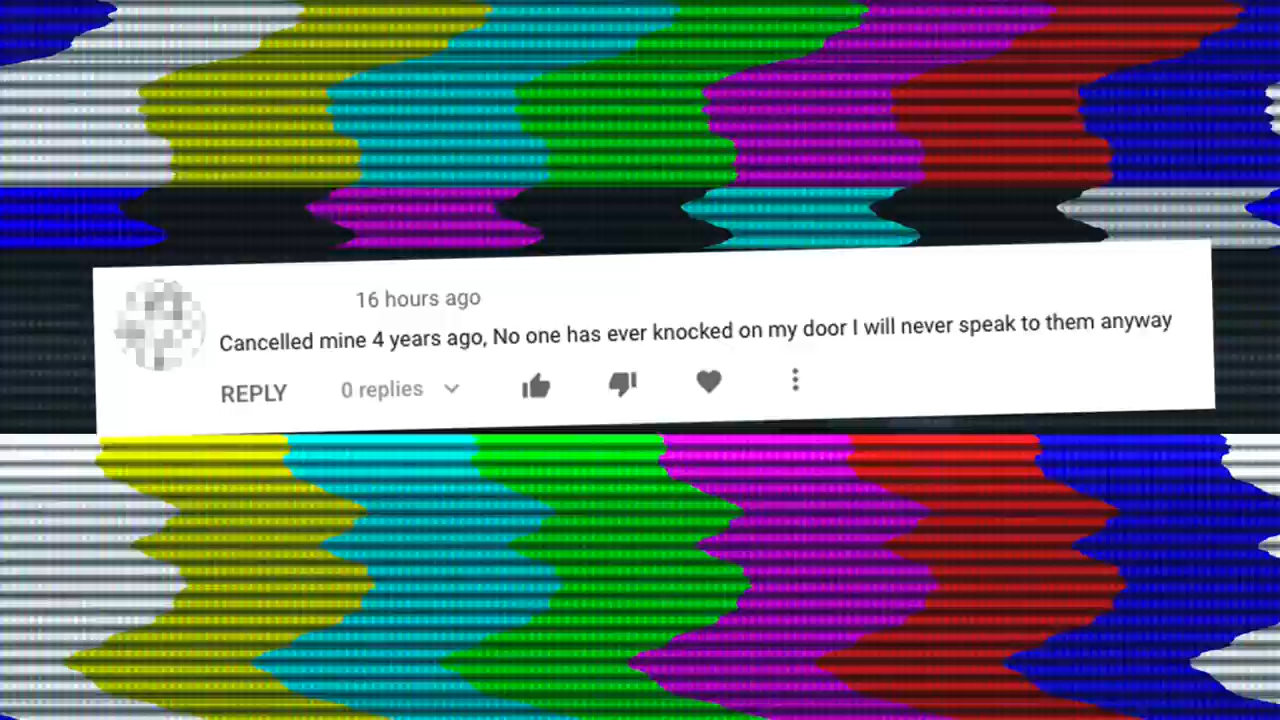 16 hours ago
Cancelled mine 4 years ago, No one has ever knocked on my door I will never speak to them anyway
REPLY 0 replies